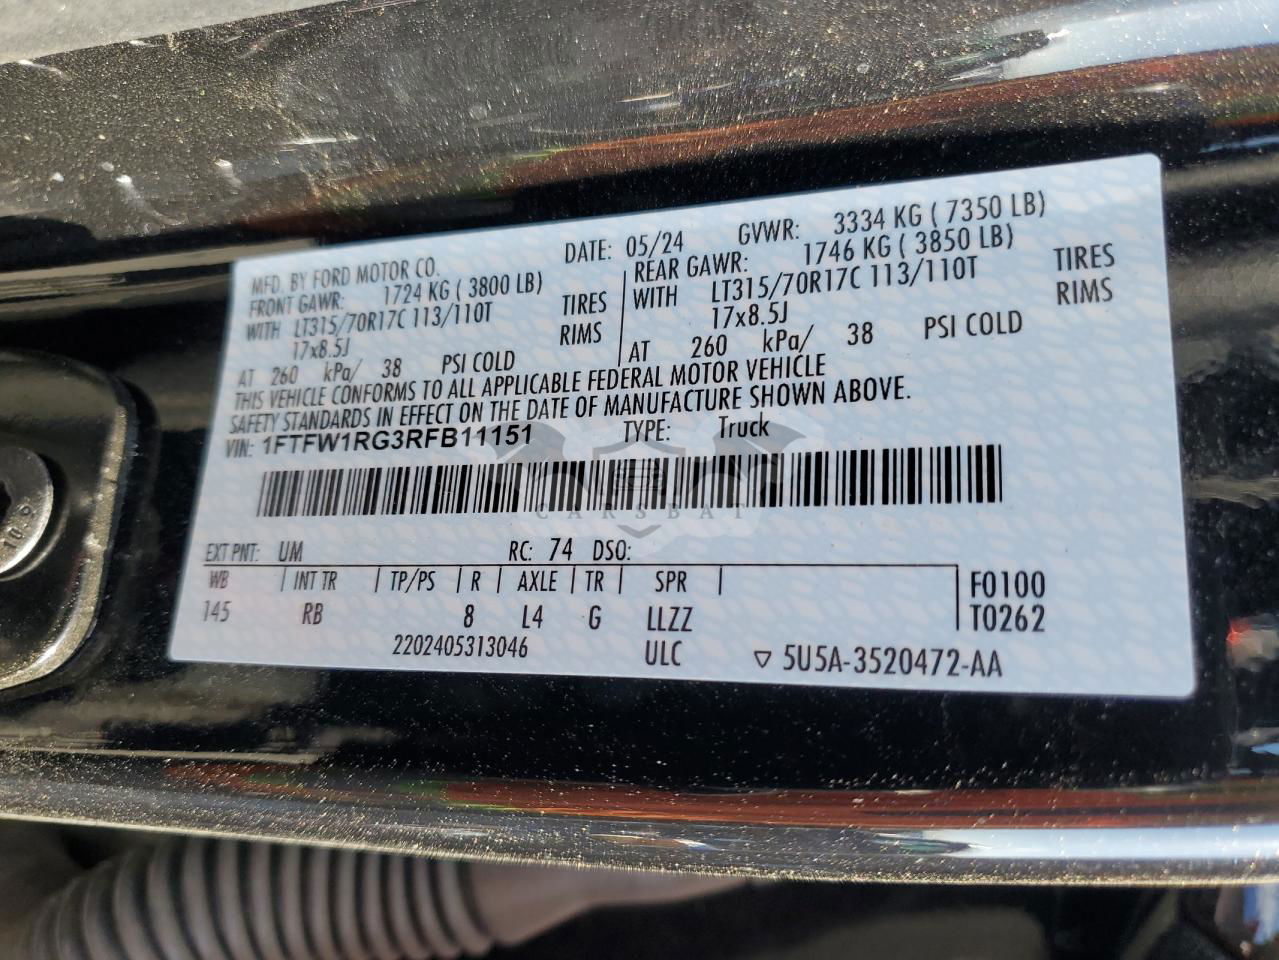 MFD. BY FORD MOTOR CO. DATE: 05/24 GVWR: 3334 KG ( 7350 LB)
FRONT GAWR: 1724 KG ( 3800 LB) REAR GAWR: 1746 KG ( 3850 LB)
WITH LT315/70R17C 113/110T TIRES WITH LT315/70R17C 113/110T TIRES
17x8.5J RIMS 17x8.5J RIMS
AT 260 kPa/ 38 PSI COLD AT 260 kPa/ 38 PSI COLD
THIS VEHICLE CONFORMS TO ALL APPLICABLE FEDERAL MOTOR VEHICLE
SAFETY STANDARDS IN EFFECT ON THE DATE OF MANUFACTURE SHOWN ABOVE.
VIN: 1FTFW1RG3RFB11151 TYPE: Truck
CARSBAT
EXT PNT: UM RC: 74 DSO:
WB INT TR TP/PS R AXLE TR SPR F0100
145 RB 8 L4 G LLZZ T0262
2202405313046 ULC ▽ 5U5A-3520472-AA
10.9